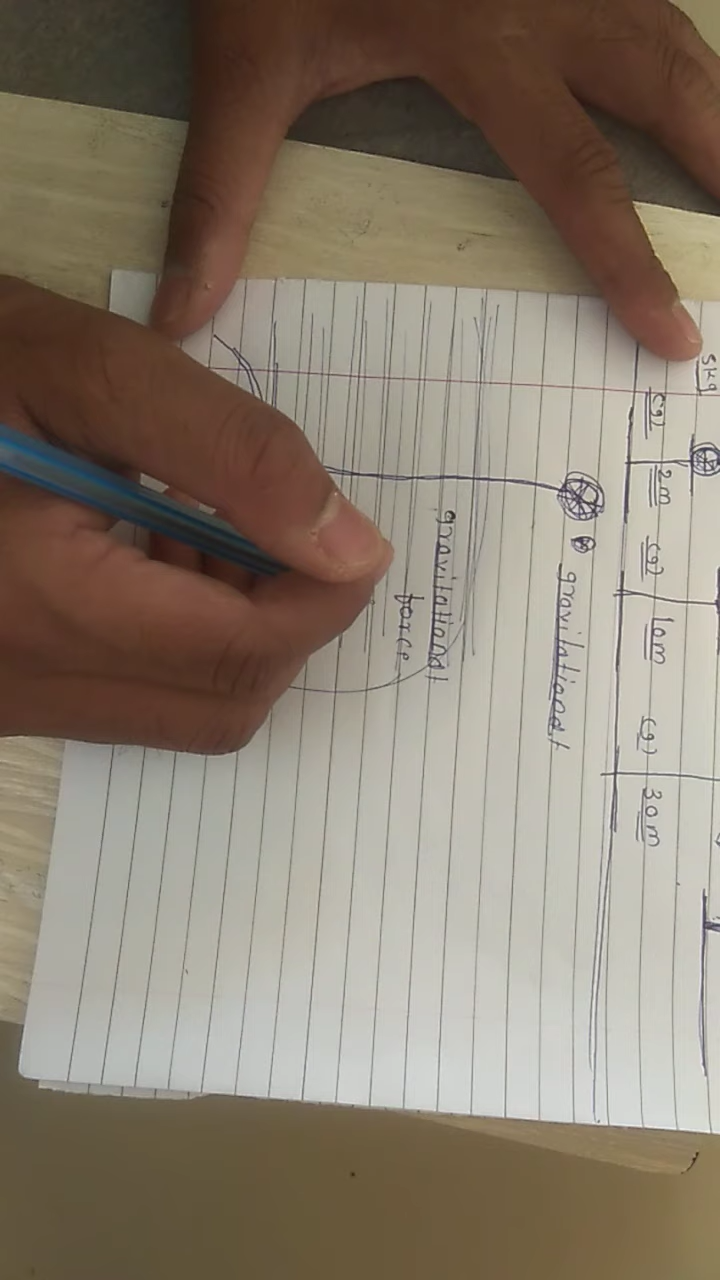 5kg
(g) 2m (g) 10m (g) 30m
gravitational
gravitational
force